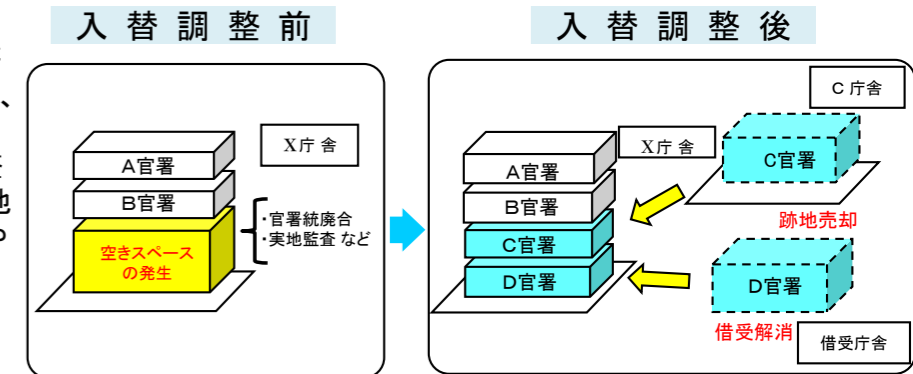 入替調整前
X庁舎
A官署
B官署
空きスペース
の発生
・官署統廃合
・実地監査 など
入替調整後
C庁舎
X庁舎
C官署
A官署
B官署
C官署
D官署
跡地売却
D官署
借受解消
借受庁舎
、
地